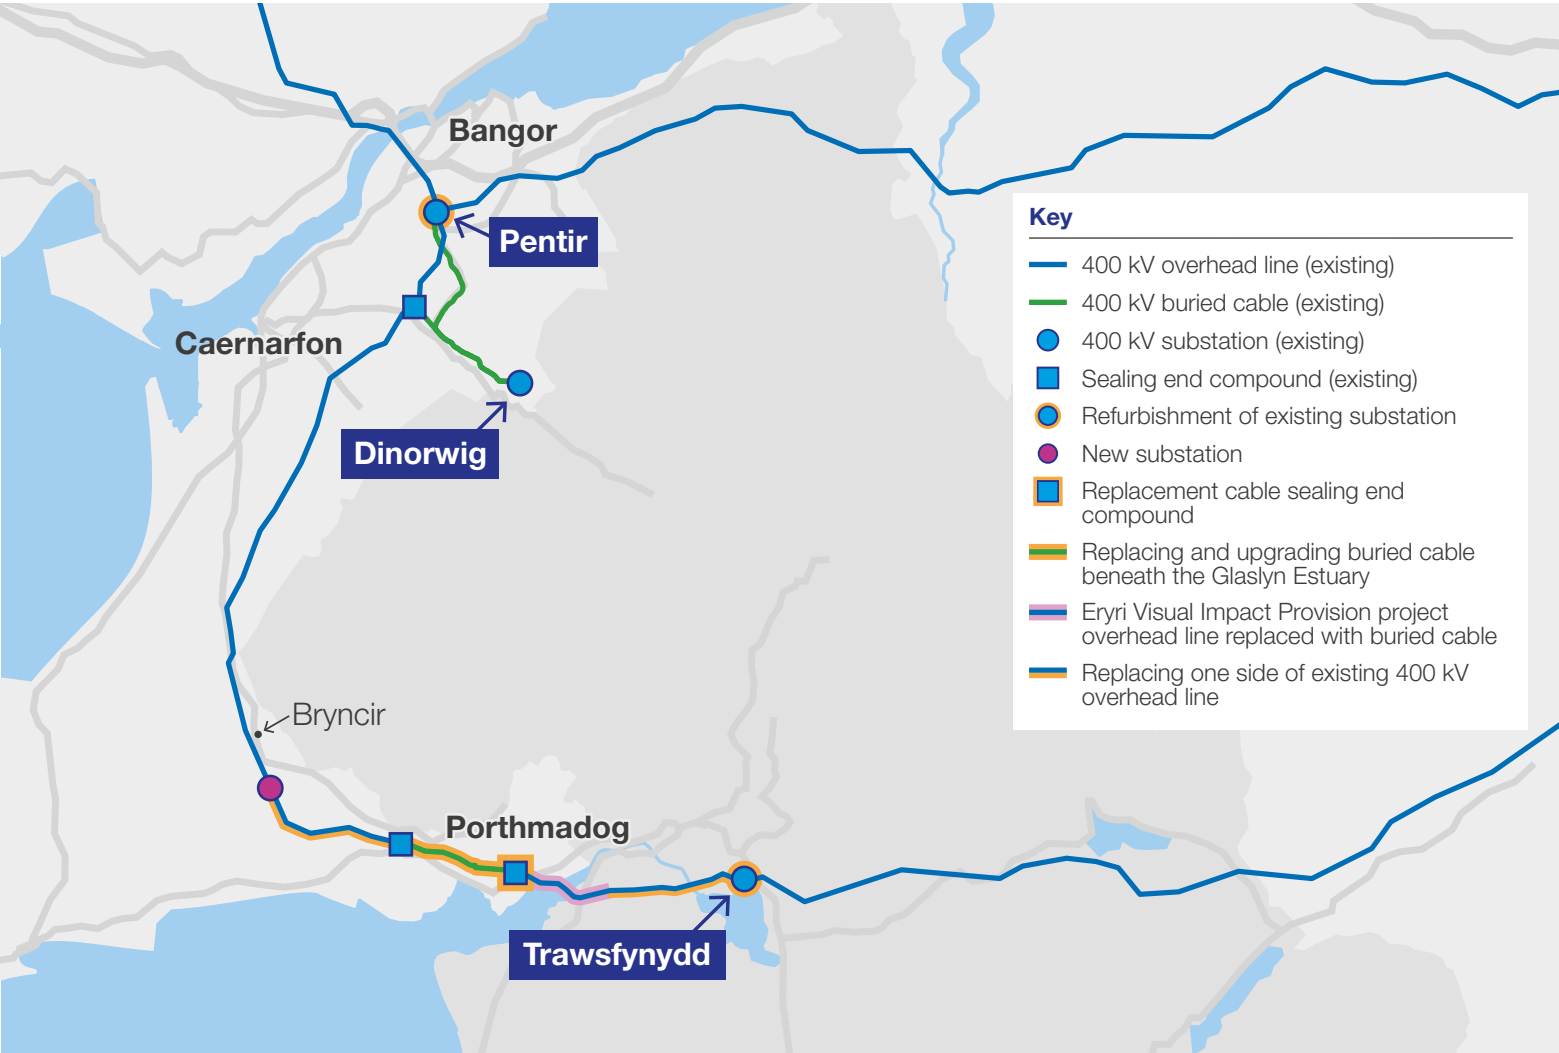 Bangor
Pentir
Caernarfon
Dinorwig
Bryncir
Porthmadog
Trawsfynydd
Key
400 kV overhead line (existing)
400 kV buried cable (existing)
400 kV substation (existing)
Sealing end compound (existing)
Refurbishment of existing substation
New substation
Replacement cable sealing end
compound
Replacing and upgrading buried cable
beneath the Glaslyn Estuary
Eryri Visual Impact Provision project
overhead line replaced with buried cable
Replacing one side of existing 400 kV
overhead line